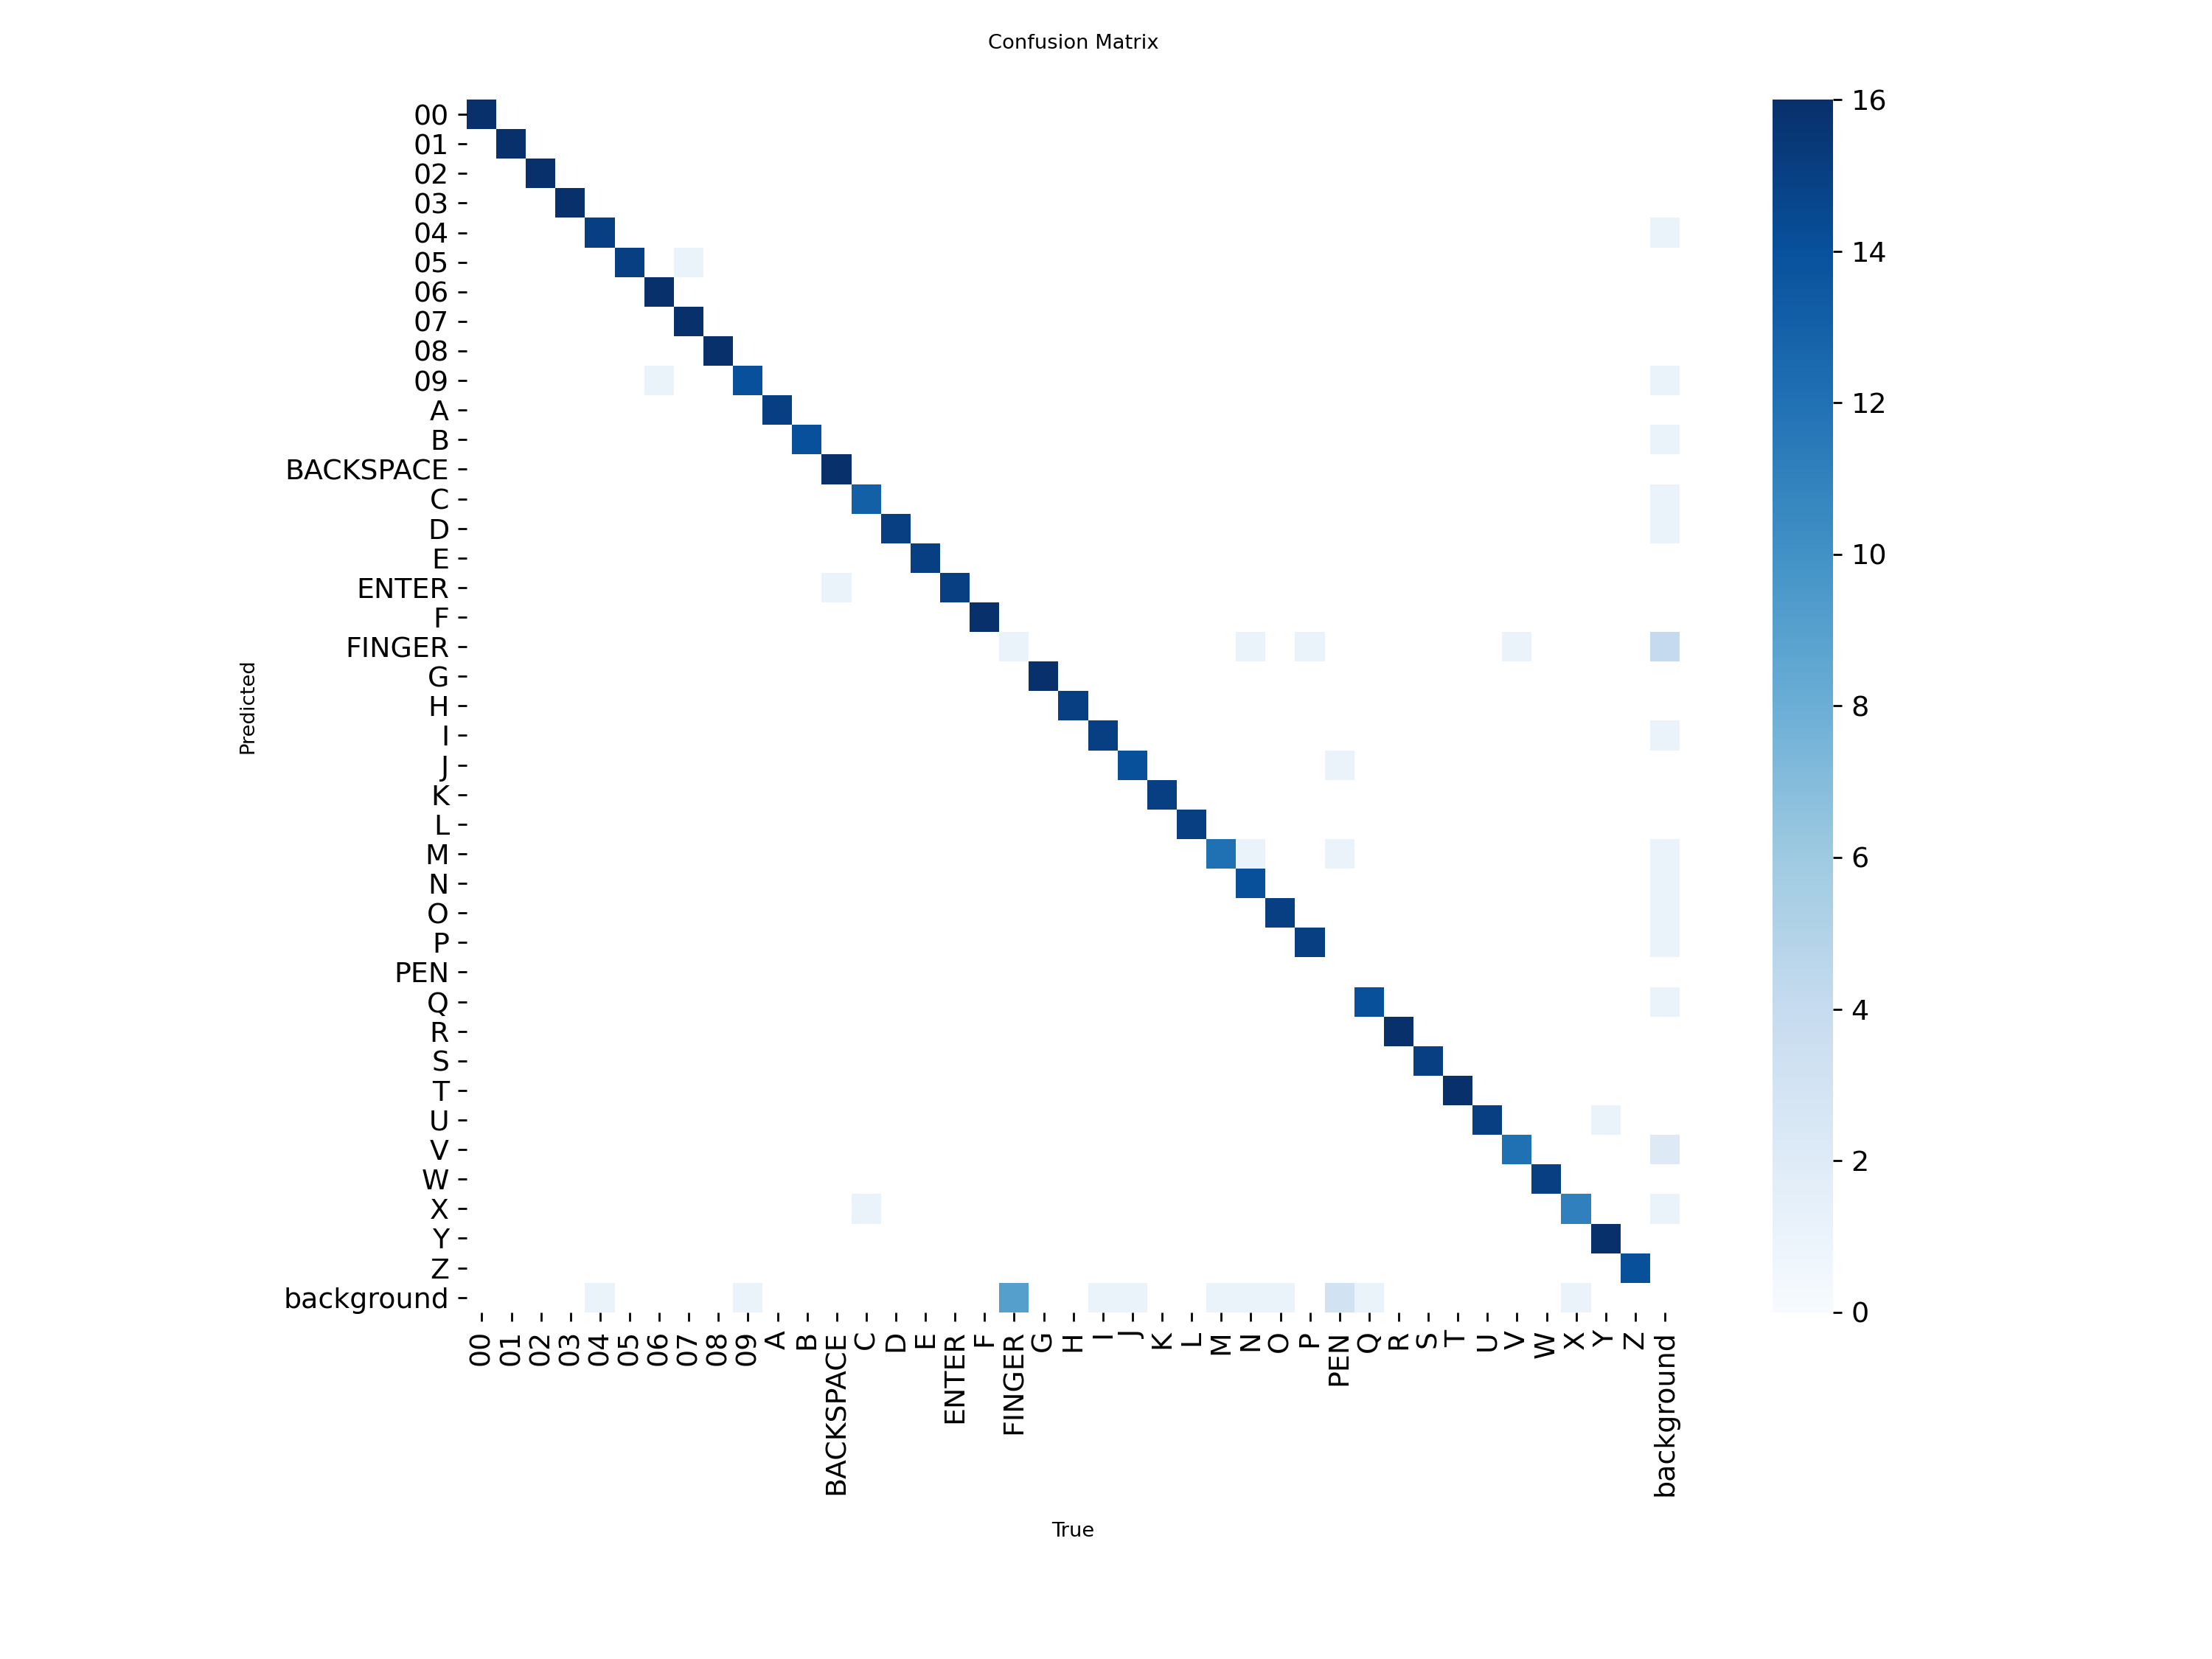 Confusion Matrix
00
01
02
03
04
05
06
07
08
09
A
B
BACKSPACE
C
D
E
ENTER
F
FINGER
G
H
I
J
K
L
M
N
O
P
PEN
Q
R
S
T
U
V
W
X
Y
Z
background
Predicted
00
01
02
03
04
05
06
07
08
09
A
B
BACKSPACE
C
D
E
ENTER
F
FINGER
G
H
I
J
K
L
M
N
O
P
PEN
Q
R
S
T
U
V
W
X
Y
Z
background
True
16
14
12
10
8
6
4
2
0